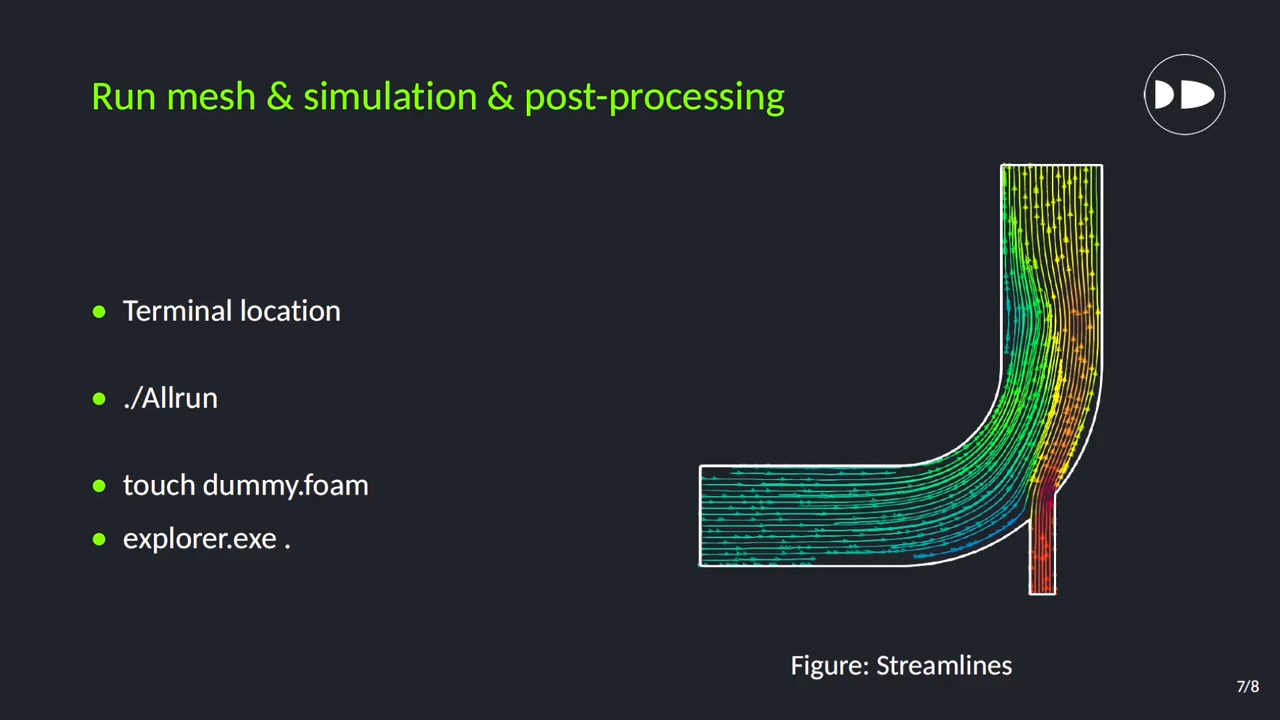 Run mesh & simulation & post-processing
Terminal location
./Allrun
touch dummy.foam
explorer.exe .
Figure: Streamlines
7/8